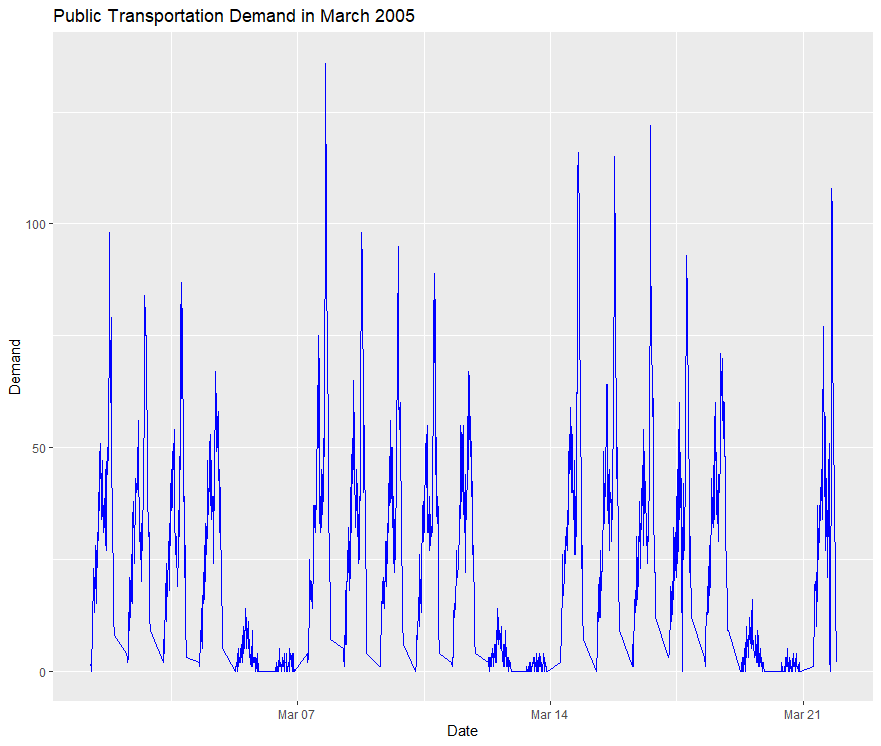 Public Transportation Demand in March 2005
Demand
100
50
0
Mar 07
Mar 14
Mar 21
Date